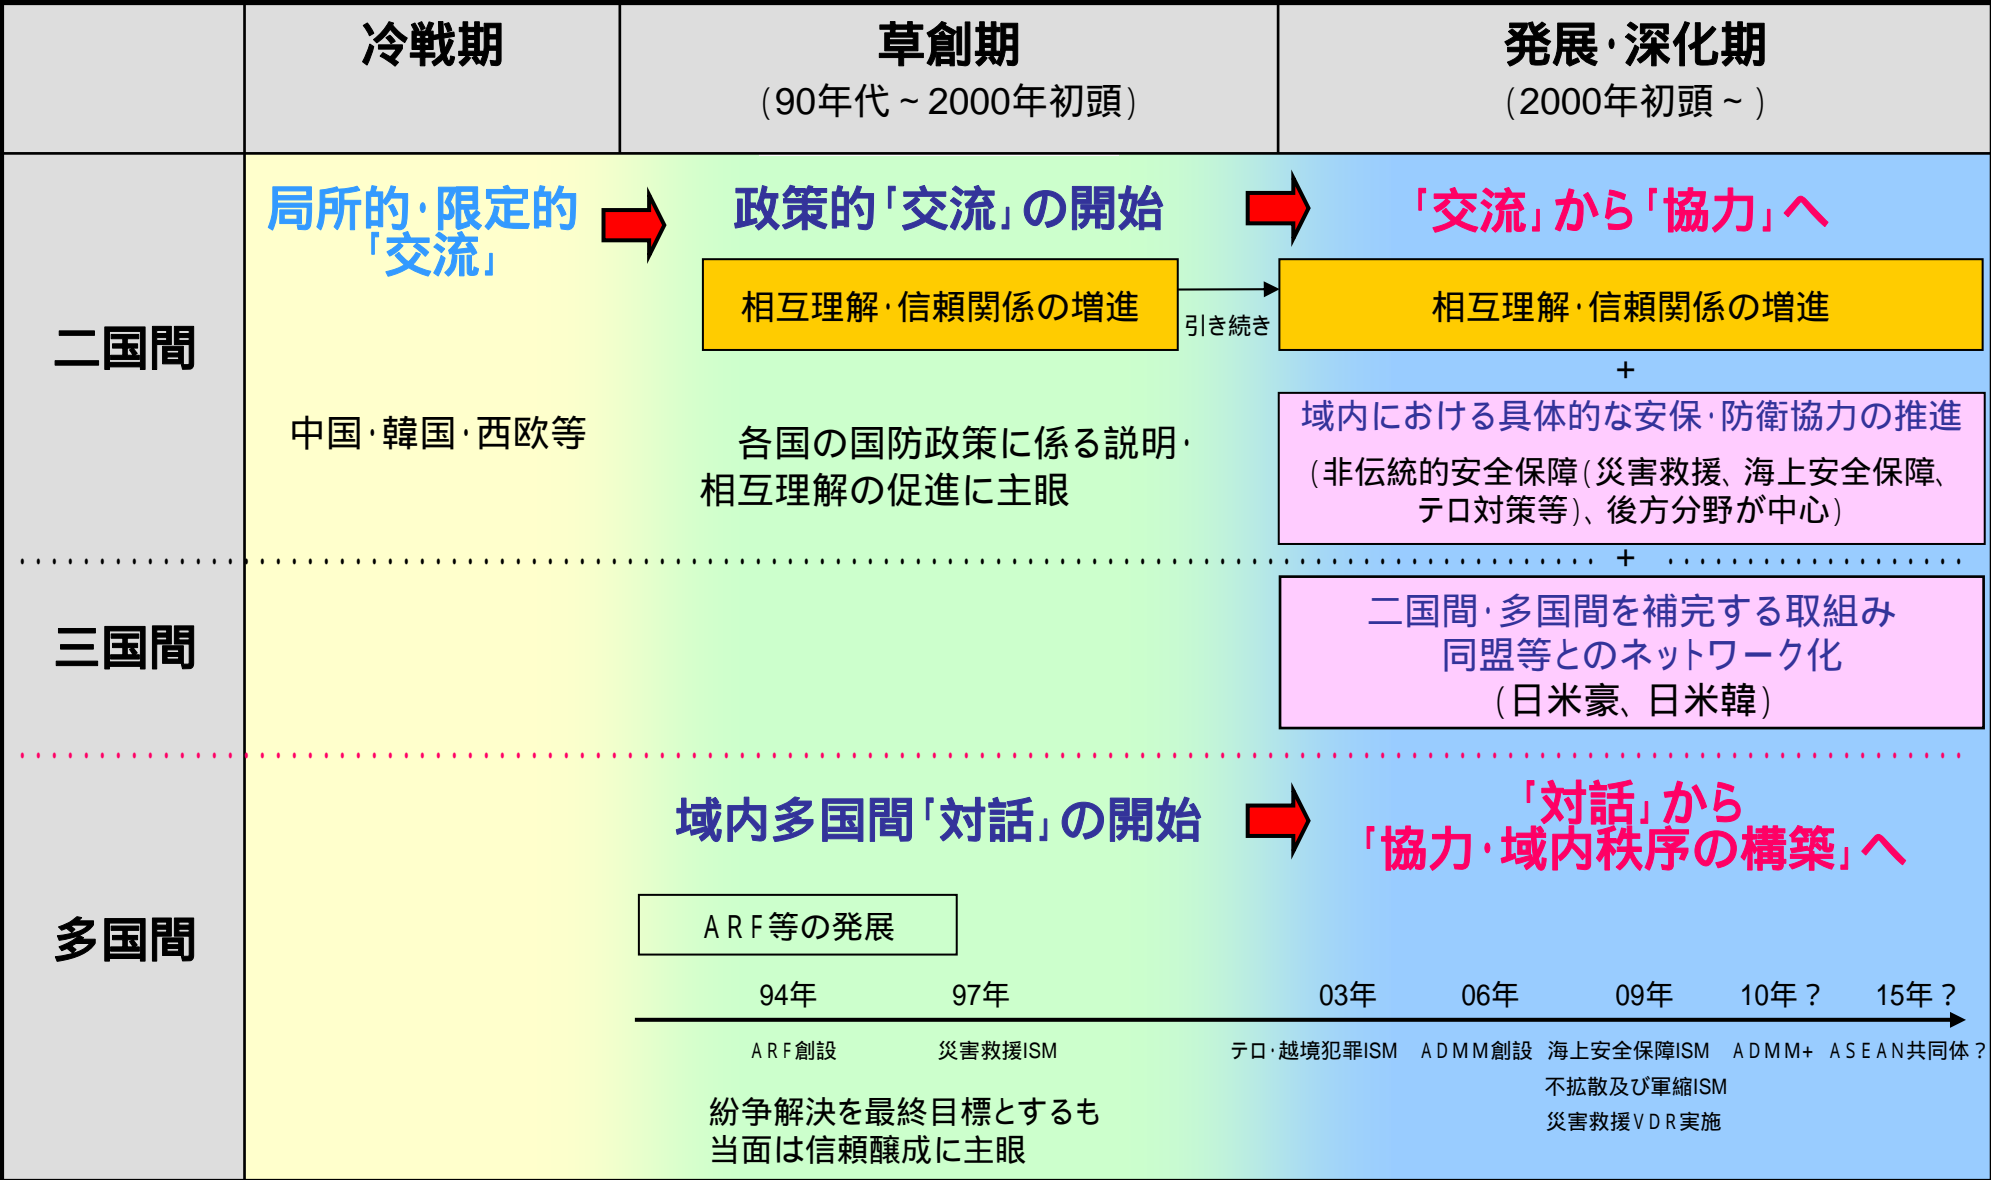 冷戦期
草創期
(90年代~2000年初頭)
発展・深化期
(2000年初頭~ )
二国間
局所的・限定的
「交流」
政策的「交流」の開始
「交流」から「協力」へ
相互理解・信頼関係の増進
引き続き
相互理解・信頼関係の増進
+
中国・韓国・西欧等
各国の国防政策に係る説明・
相互理解の促進に主眼
域内における具体的な安保・防衛協力の推進
(非伝統的安全保障(災害救援、海上安全保障、
テロ対策等)、後方分野が中心)
+
三国間
二国間・多国間を補完する取組み
同盟等とのネットワーク化
(日米豪、日米韓)
多国間
域内多国間「対話」の開始
「対話」から
「協力・域内秩序の構築」へ
ARF等の発展
94年 97年 03年 06年 09年 10年? 15年?
ARF創設 災害救援ISM テロ・越境犯罪ISM ADMM創設 海上安全保障ISM ADMM+ ASEAN共同体?
不拡散及び軍縮ISM
災害救援VDR実施
紛争解決を最終目標とするも
当面は信頼醸成に主眼